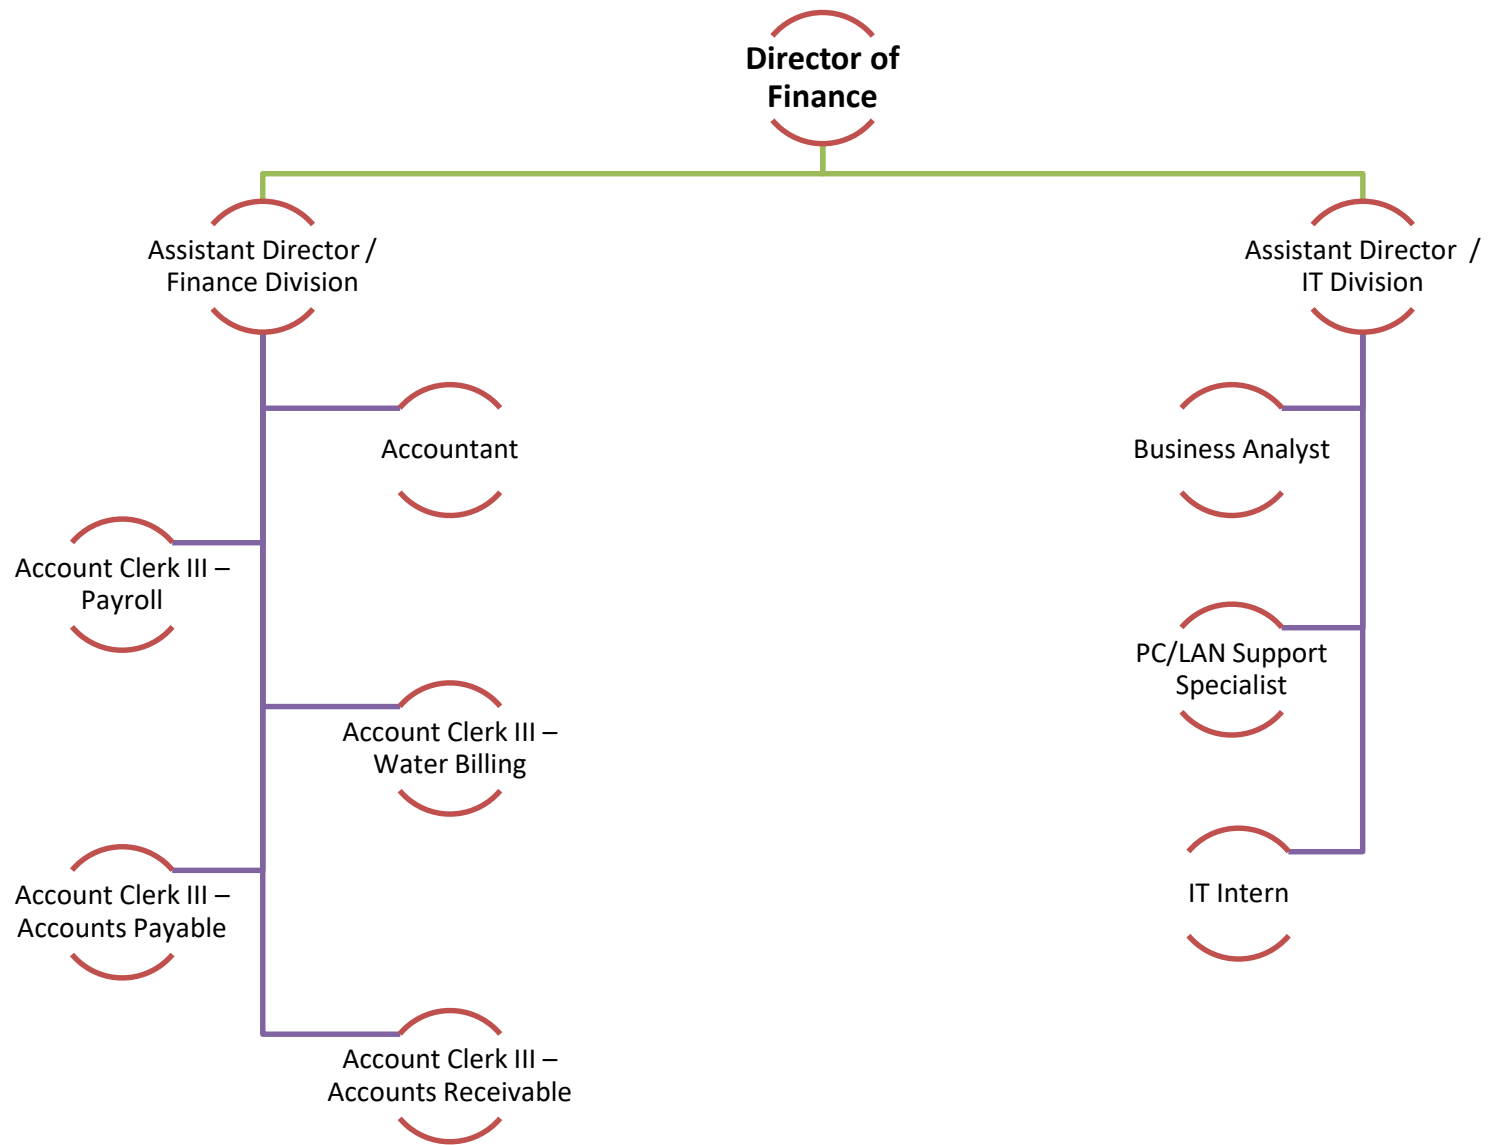 Director of
Finance
Assistant Director /
Finance Division
Assistant Director /
IT Division
Accountant
Business Analyst
Account Clerk III –
Payroll
PC/LAN Support
Specialist
Account Clerk III –
Water Billing
Account Clerk III –
Accounts Payable
IT Intern
Account Clerk III –
Accounts Receivable